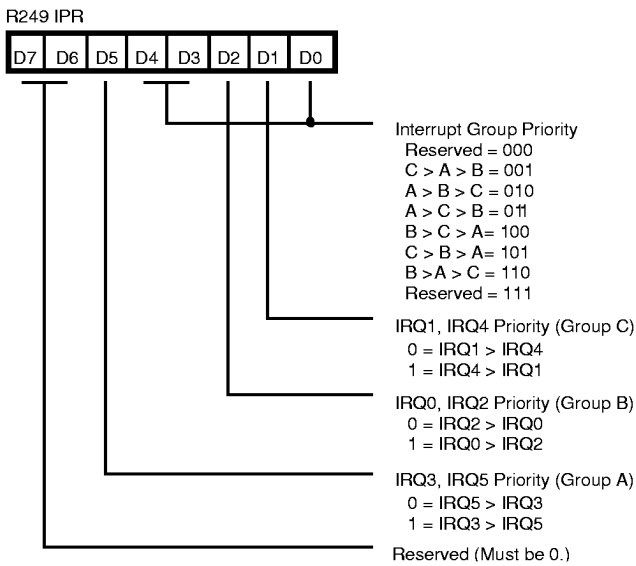 R249 IPR
D7 D6 D5 D4 D3 D2 D1 D0
Interrupt Group Priority
Reserved = 000
C > A > B = 001
A > B > C = 010
A > C > B = 011
B > C > A= 100
C > B > A= 101
B >A > C = 110
Reserved = 111
IRQ1, IRQ4 Priority (Group C)
0 = IRQ1 > IRQ4
1 = IRQ4 > IRQ1
IRQ0, IRQ2 Priority (Group B)
0 = IRQ2 > IRQ0
1 = IRQ0 > IRQ2
IRQ3, IRQ5 Priority (Group A)
0 = IRQ5 > IRQ3
1 = IRQ3 > IRQ5
Reserved (Must be 0.)